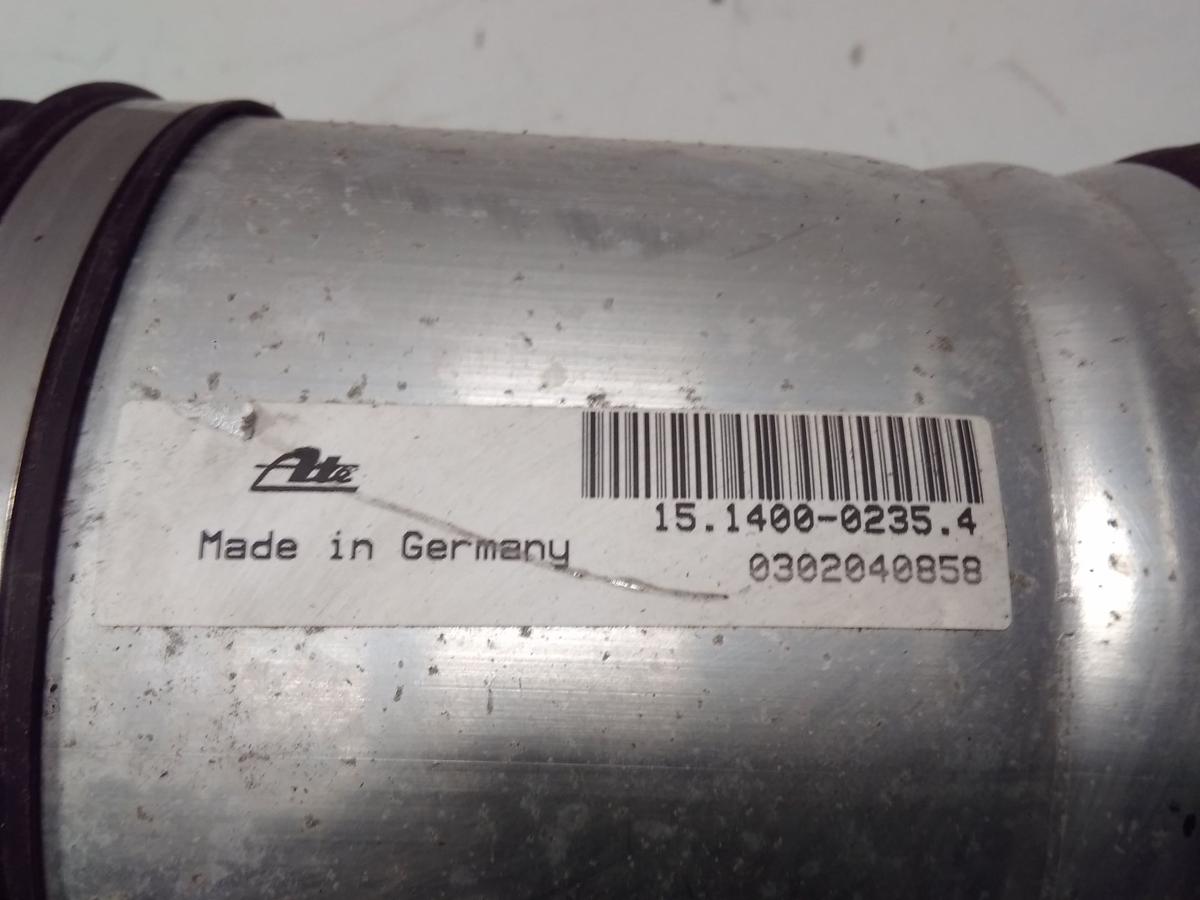 Ate
Made in Germany
15.1400-0235.4
0302040858